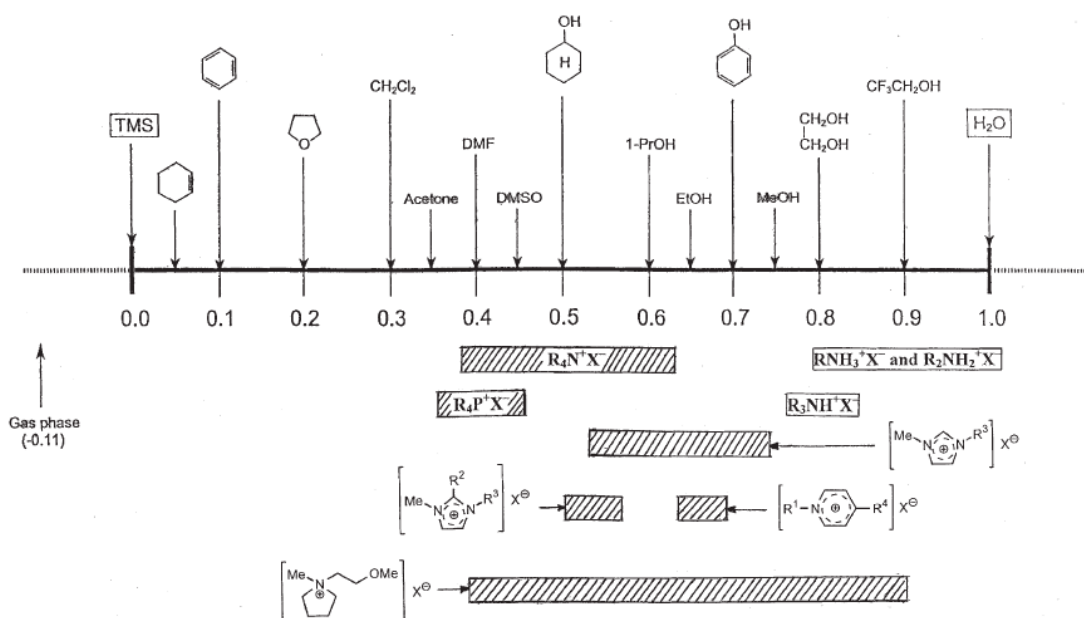 OH
OH
H
CH2Cl2
CF3CH2OH
TMS
H2O
O
DMF
1-PrOH
CH2OH
CH2OH
Acetone
DMSO
EtOH
MeOH
0.0 0.1 0.2 0.3 0.4 0.5 0.6 0.7 0.8 0.9 1.0
R4N+X−
RNH3+X− and R2NH2+X−
R4P+X−
R3NH+X−
Gas phase
(-0.11)
Me N ⊕ N R3 X⊖
Me N R2 ⊕ N R3 X⊖
R1 N ⊕ R4 X⊖
Me N ⊕ OMe X⊖